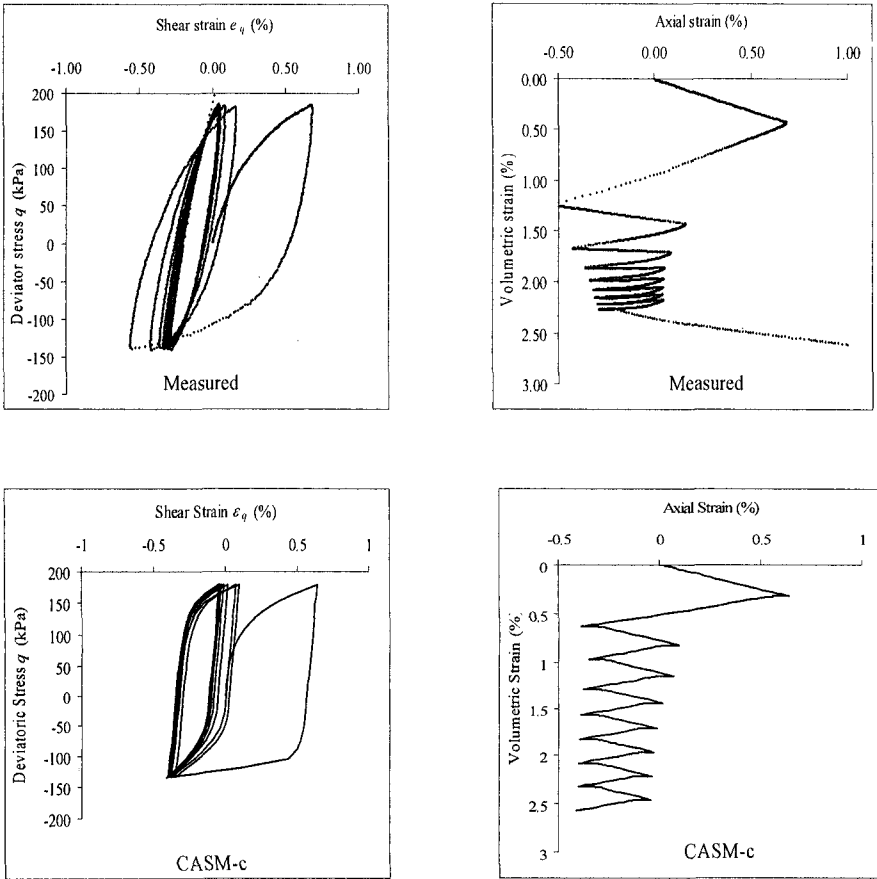 Shear strain e q (%)
-1.00 -0.50 0.00 0.50 1.00
200
150
100
50
0
-50
-100
-150
-200
Deviator stress q (kPa)
Measured
Axial strain (%)
-0.50 0.00 0.50 1.00
0.00
0.50
1.00
1.50
2.00
2.50
3.00
Volumetric strain (%)
Measured
Shear Strain ε q (%)
-1 -0.5 0 0.5 1
200
150
100
50
0
-50
-100
-150
-200
Deviatoric Stress q (kPa)
CASM-c
Axial Strain (%)
-0.5 0 0.5 1
0
0.5
1
1.5
2
2.5
3
Volumetric Strain (%)
CASM-c